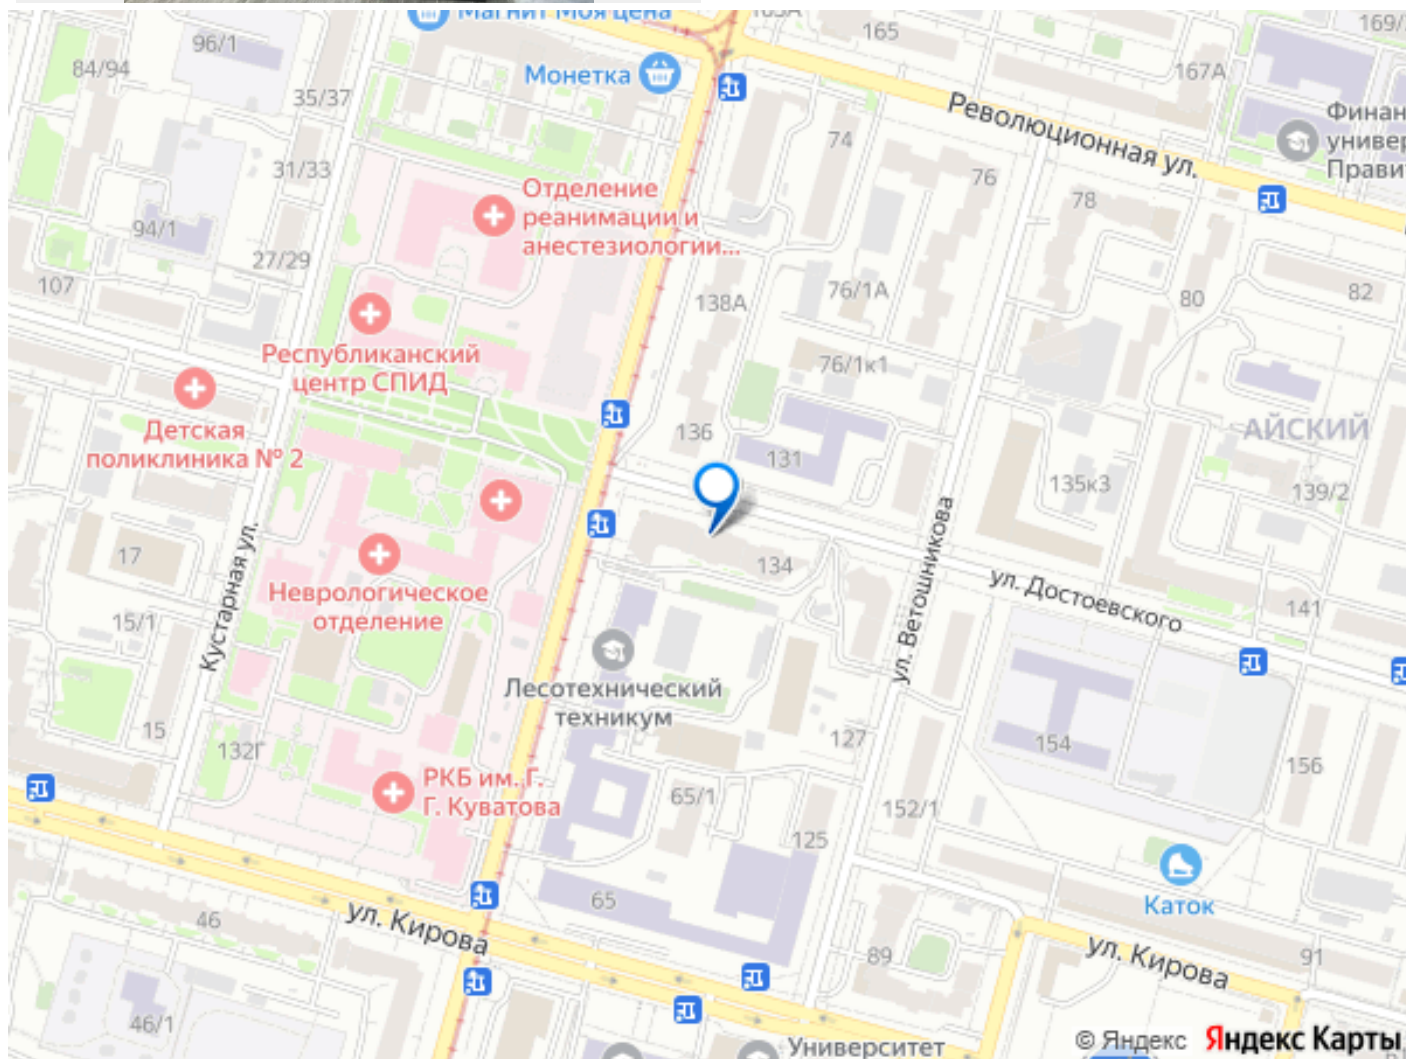 Магнит Моя цена
163А
165
169/
96/1
84/94
Монетка
167А
35/37
Революционная ул.
Финан
универ
Прави
74
31/33
76
78
Отделение
реанимации и
анестезиологии...
94/1
27/29
107
138А
76/1А
80
82
Республиканский
центр СПИД
76/1к1
Детская
поликлиника № 2
136
131
АЙСКИЙ
135к3
139/2
17
Неврологическое
отделение
134
ул. Ветошникова
ул. Достоевского
141
15/1
Кустарная ул.
Лесотехнический
техникум
15
132Г
127
154
156
РКБ им. Г.
Г. Куватова
65/1
152/1
125
Каток
65
46
ул. Кирова
89
ул. Кирова
91
46/1
Университет
© Яндекс
Яндекс Карты